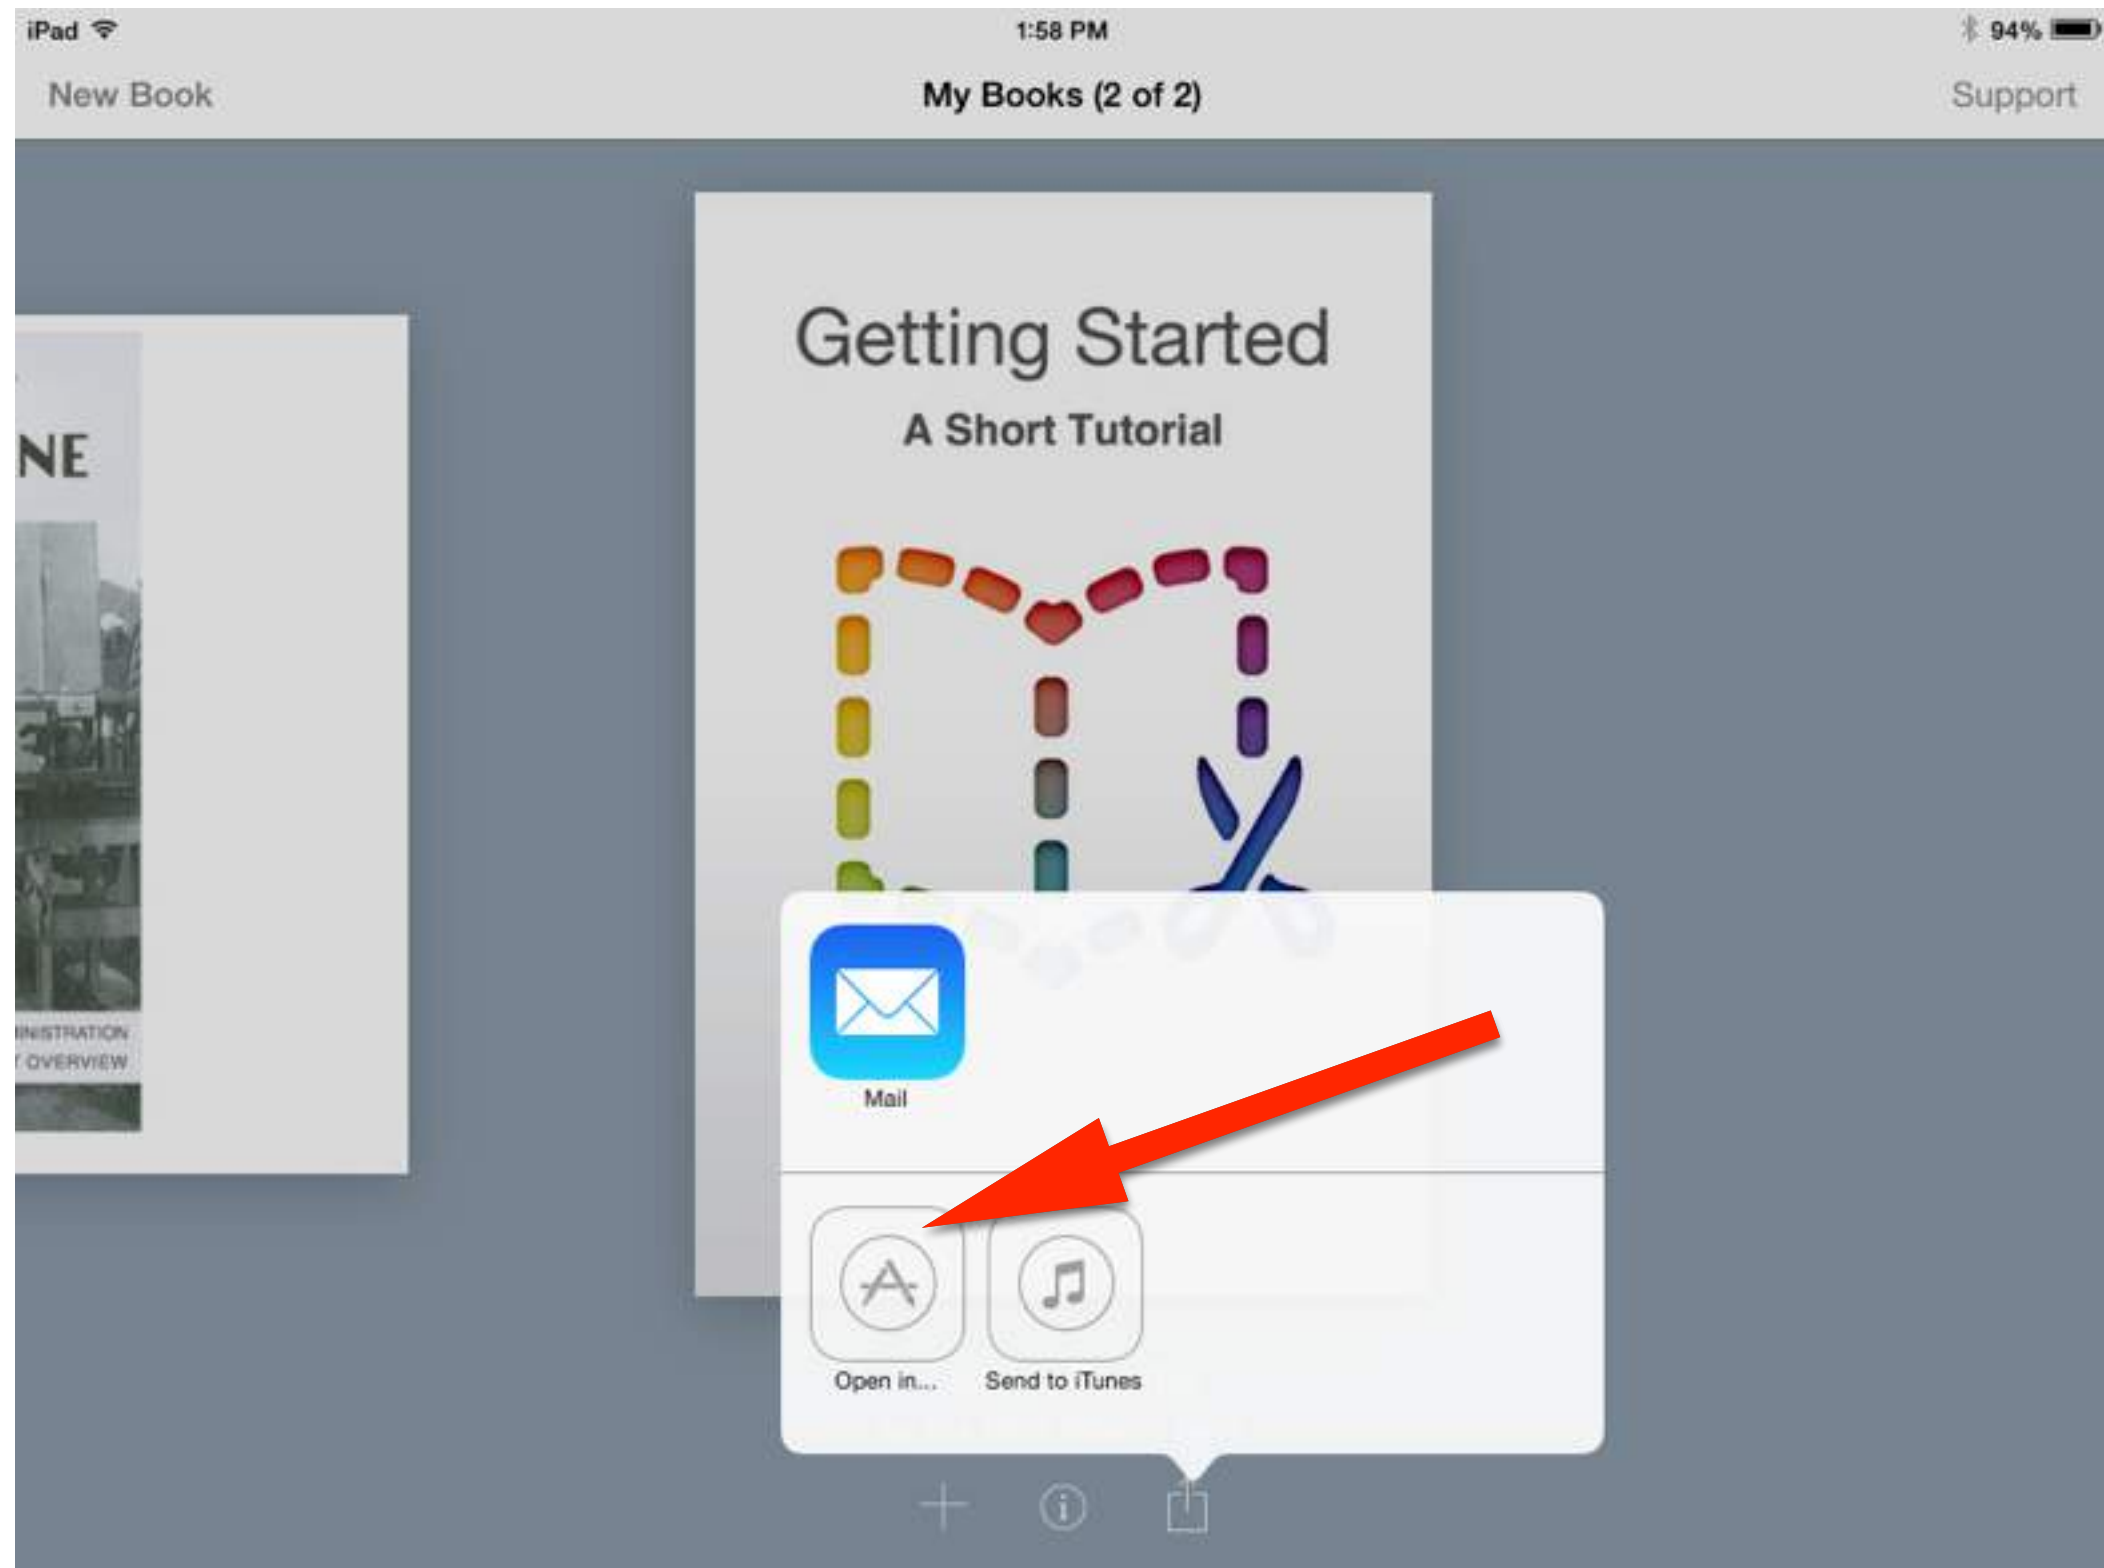 iPad
1:58 PM
94%
New Book
My Books (2 of 2)
Support
Getting Started
A Short Tutorial
NE
INISTRATION
OVERVIEW
Mail
Open in...
Send to iTunes